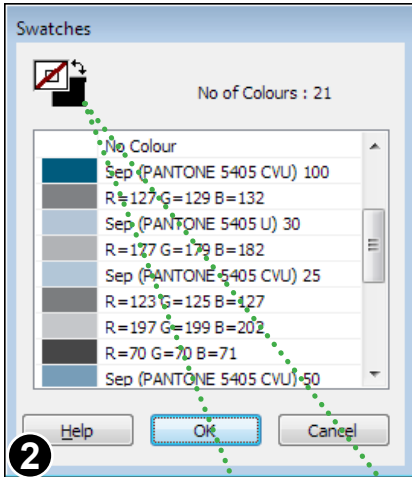 Swatches
No of Colours : 21
No Colour
Sep (PANTONE 5405 CVU) 100
R=127 G=129 B=132
Sep (PANTONE 5405 U) 30
R=177 G=179 B=182
Sep (PANTONE 5405 CVU) 25
R=123 G=125 B=127
R=197 G=199 B=202
R=70 G=70 B=71
Sep (PANTONE 5405 CVU) 50
Help
OK
Cancel
2